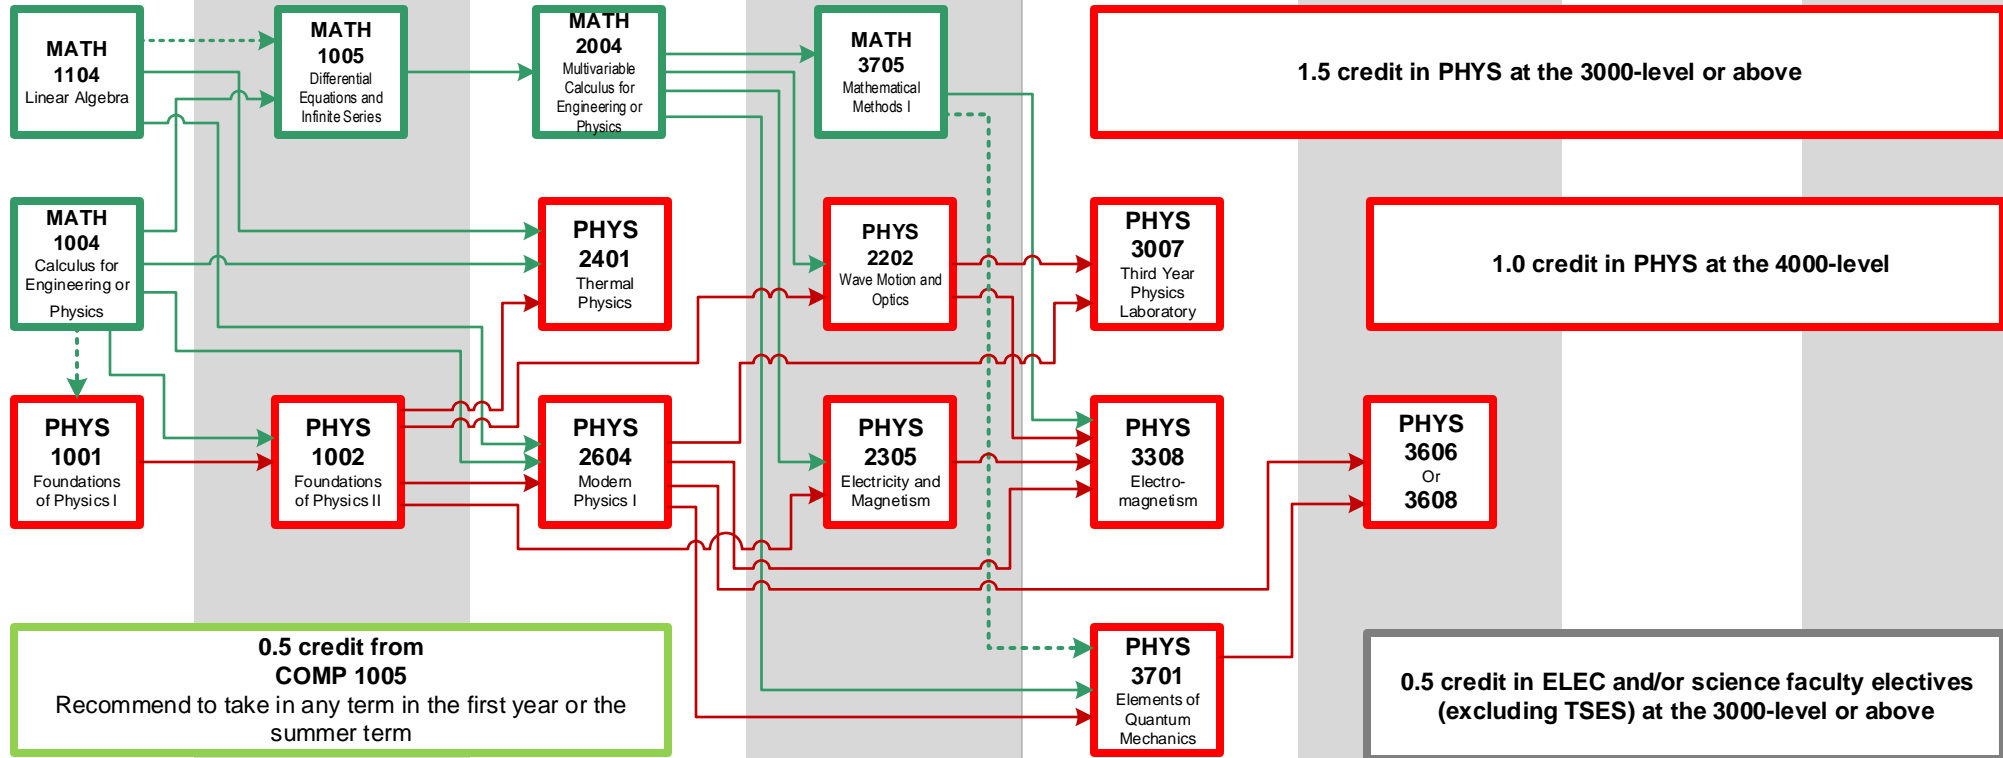 MATH
1104
Linear Algebra
MATH
1005
Differential
Equations and
Infinite Series
MATH
2004
Multivariable
Calculus for
Engineering or
Physics
MATH
3705
Mathematical
Methods I
1.5 credit in PHYS at the 3000-level or above
MATH
1004
Calculus for
Engineering or
Physics
PHYS
2401
Thermal
Physics
PHYS
2202
Wave Motion and
Optics
PHYS
3007
Third Year
Physics
Laboratory
1.0 credit in PHYS at the 4000-level
PHYS
1001
Foundations
of Physics I
PHYS
1002
Foundations
of Physics II
PHYS
2604
Modern
Physics I
PHYS
2305
Electricity and
Magnetism
PHYS
3308
Electro-
magnetism
PHYS
3606
Or
3608
0.5 credit from
COMP 1005
Recommend to take in any term in the first year or the
summer term
PHYS
3701
Elements of
Quantum
Mechanics
0.5 credit in ELEC and/or science faculty electives
(excluding TSES) at the 3000-level or above